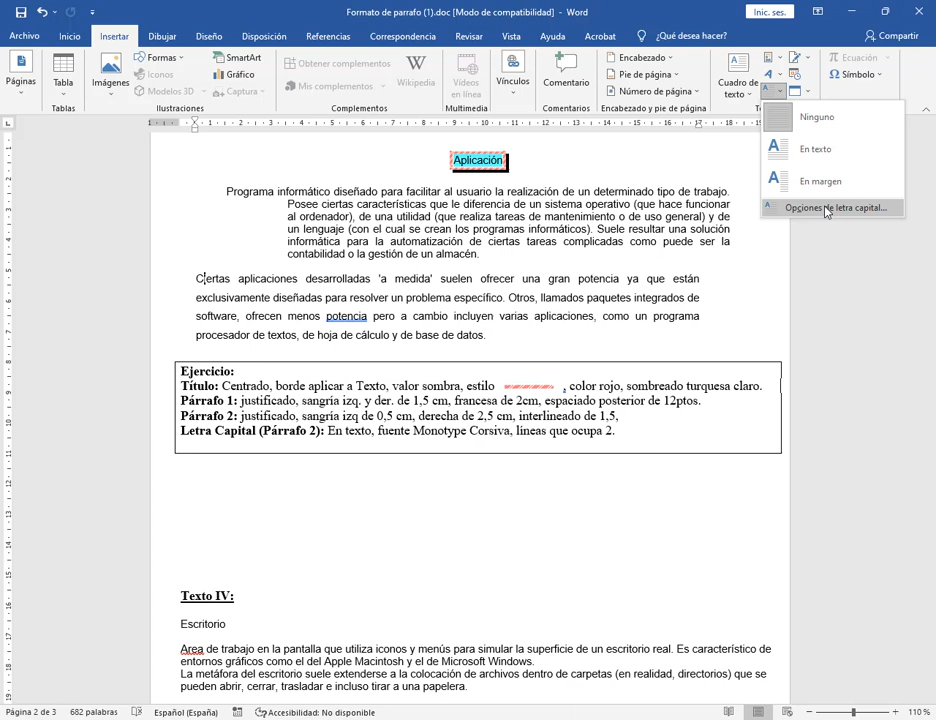 Formato de parrafo (1).doc [Modo de compatibilidad] - Word
Inic. ses.
Archivo Inicio Insertar Dibujar Diseño Disposición Referencias Correspondencia Revisar Vista Ayuda Acrobat ¿Qué desea hacer? Compartir
Páginas
Tabla
Tablas
Imágenes
Formas
Iconos
Modelos 3D
SmartArt
Gráfico
Captura
Ilustraciones
Obtener complementos
Mis complementos
Wikipedia
Complementos
Vídeos en línea
Multimedia
Vínculos
Comentario
Comentarios
Encabezado
Pie de página
Número de página
Encabezado y pie de página
Cuadro de texto
Ecuación
Símbolo
Ninguno
En texto
En margen
Opciones de letra capital...
Aplicación
Programa informático diseñado para facilitar al usuario la realización de un determinado tipo de trabajo.
Posee ciertas características que le diferencia de un sistema operativo (que hace funcionar
al ordenador), de una utilidad (que realiza tareas de mantenimiento o de uso general) y de
un lenguaje (con el cual se crean los programas informáticos). Suele resultar una solución
informática para la automatización de ciertas tareas complicadas como puede ser la
contabilidad o la gestión de un almacén.
Ciertas aplicaciones desarrolladas 'a medida' suelen ofrecer una gran potencia ya que están
exclusivamente diseñadas para resolver un problema específico. Otros, llamados paquetes integrados de
software, ofrecen menos potencia pero a cambio incluyen varias aplicaciones, como un programa
procesador de textos, de hoja de cálculo y de base de datos.
Ejercicio:
Título: Centrado, borde aplicar a Texto, valor sombra, estilo , color rojo, sombreado turquesa claro.
Párrafo 1: justificado, sangría izq. y der. de 1,5 cm, francesa de 2cm, espaciado posterior de 12ptos.
Párrafo 2: justificado, sangría izq de 0,5 cm, derecha de 2,5 cm, interlineado de 1,5,
Letra Capital (Párrafo 2): En texto, fuente Monotype Corsiva, líneas que ocupa 2.
Texto IV:
Escritorio
Area de trabajo en la pantalla que utiliza iconos y menús para simular la superficie de un escritorio real. Es característico de
entornos gráficos como el del Apple Macintosh y el de Microsoft Windows.
La metáfora del escritorio suele extenderse a la colocación de archivos dentro de carpetas (en realidad, directorios) que se
pueden abrir, cerrar, trasladar e incluso tirar a una papelera.
Página 2 de 3 682 palabras Español (España) Accesibilidad: No disponible 110 %